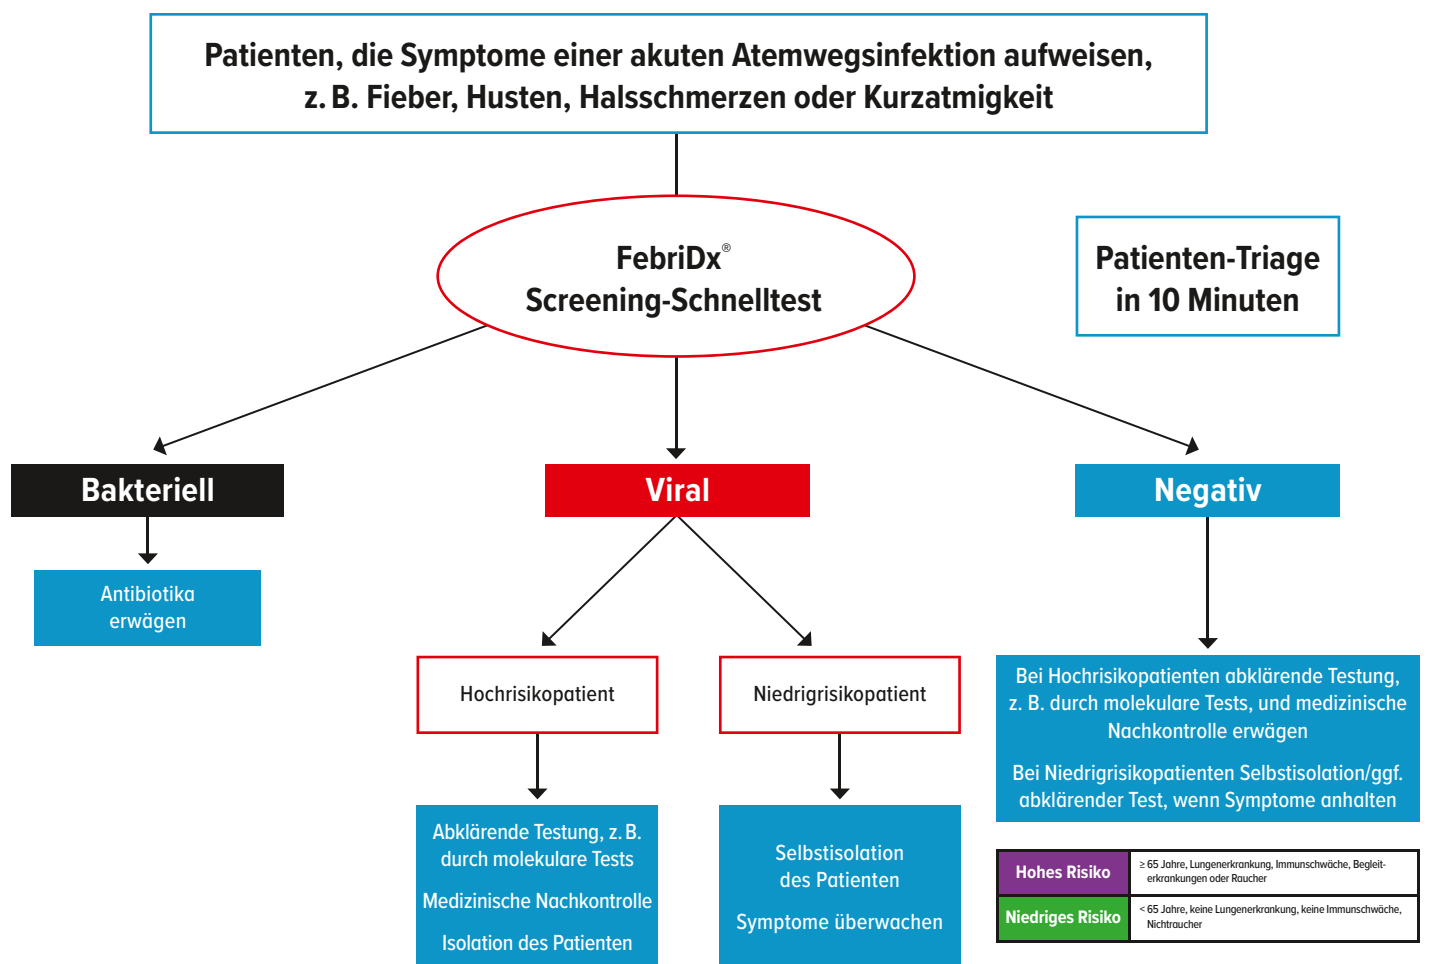 Patienten, die Symptome einer akuten Atemwegsinfektion aufweisen,
z. B. Fieber, Husten, Halsschmerzen oder Kurzatmigkeit
FebriDx®
Screening-Schnelltest
Patienten-Triage
in 10 Minuten
Bakteriell
Viral
Negativ
Antibiotika
erwägen
Hochrisikopatient
Niedrigrisikopatient
Bei Hochrisikopatienten abklärende Testung,
z. B. durch molekulare Tests, und medizinische
Nachkontrolle erwägen
Bei Niedrigrisikopatienten Selbstisolation/ggf.
abklärender Test, wenn Symptome anhalten
Abklärende Testung, z. B.
durch molekulare Tests
Medizinische Nachkontrolle
Isolation des Patienten
Selbstisolation
des Patienten
Symptome überwachen
Hohes Risiko
≥ 65 Jahre, Lungenerkrankung, Immunschwäche, Begleit-
erkrankungen oder Raucher
Niedriges Risiko
< 65 Jahre, keine Lungenerkrankung, keine Immunschwäche,
Nichtraucher